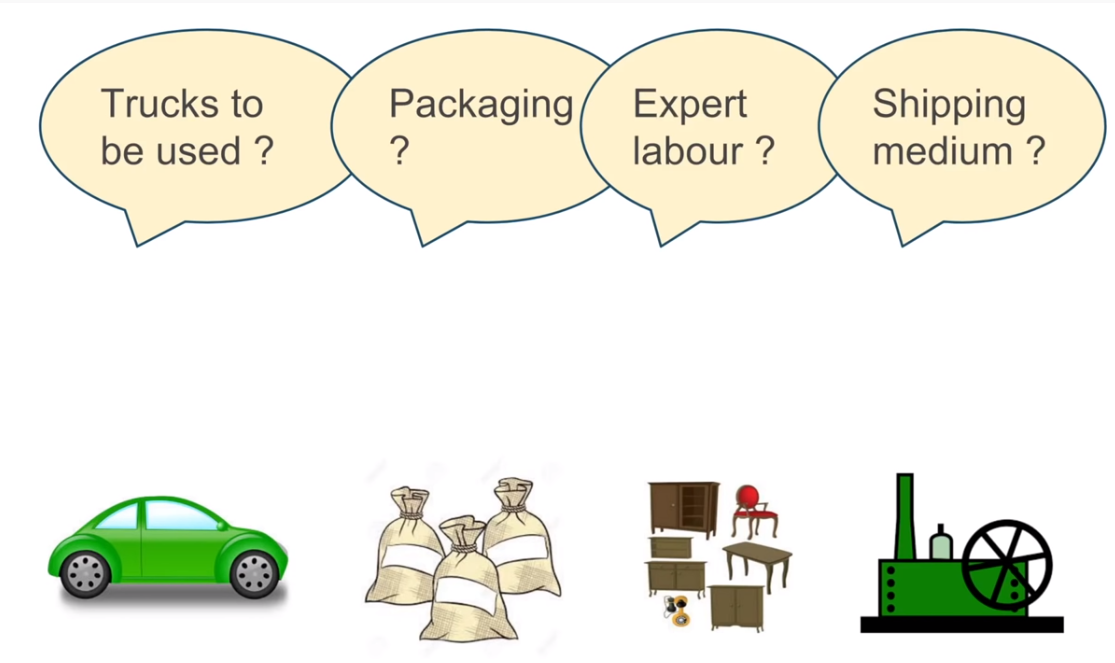 Trucks to
be used ?
Packaging
?
Expert
labour ?
Shipping
medium ?